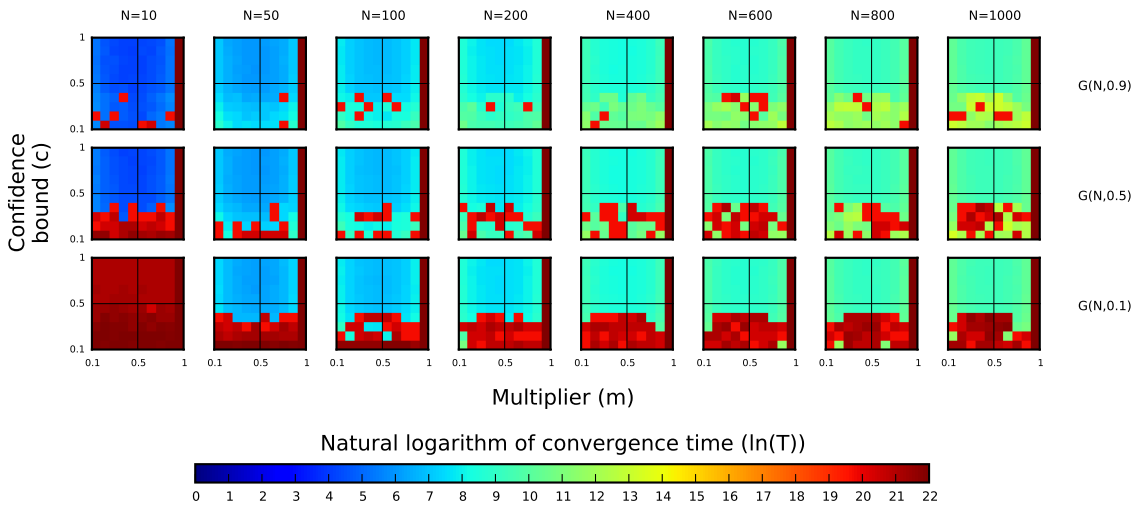 N=10 N=50 N=100 N=200 N=400 N=600 N=800 N=1000
1
0.5
0.1
G(N,0.9)
1
0.5
0.1
G(N,0.5)
1
0.5
0.1
G(N,0.1)
Confidence
bound (c)
0.1 0.5 1 0.1 0.5 1 0.1 0.5 1 0.1 0.5 1 0.1 0.5 1 0.1 0.5 1 0.1 0.5 1 0.1 0.5 1
Multiplier (m)
Natural logarithm of convergence time (ln(T))
0 1 2 3 4 5 6 7 8 9 10 11 12 13 14 15 16 17 18 19 20 21 22